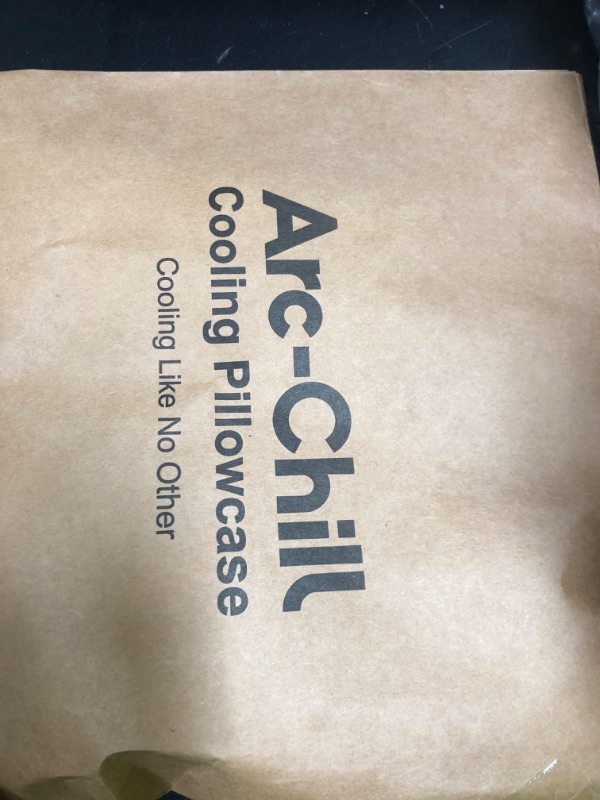 Arc-Chill
Cooling Pillowcase
Cooling Like No Other